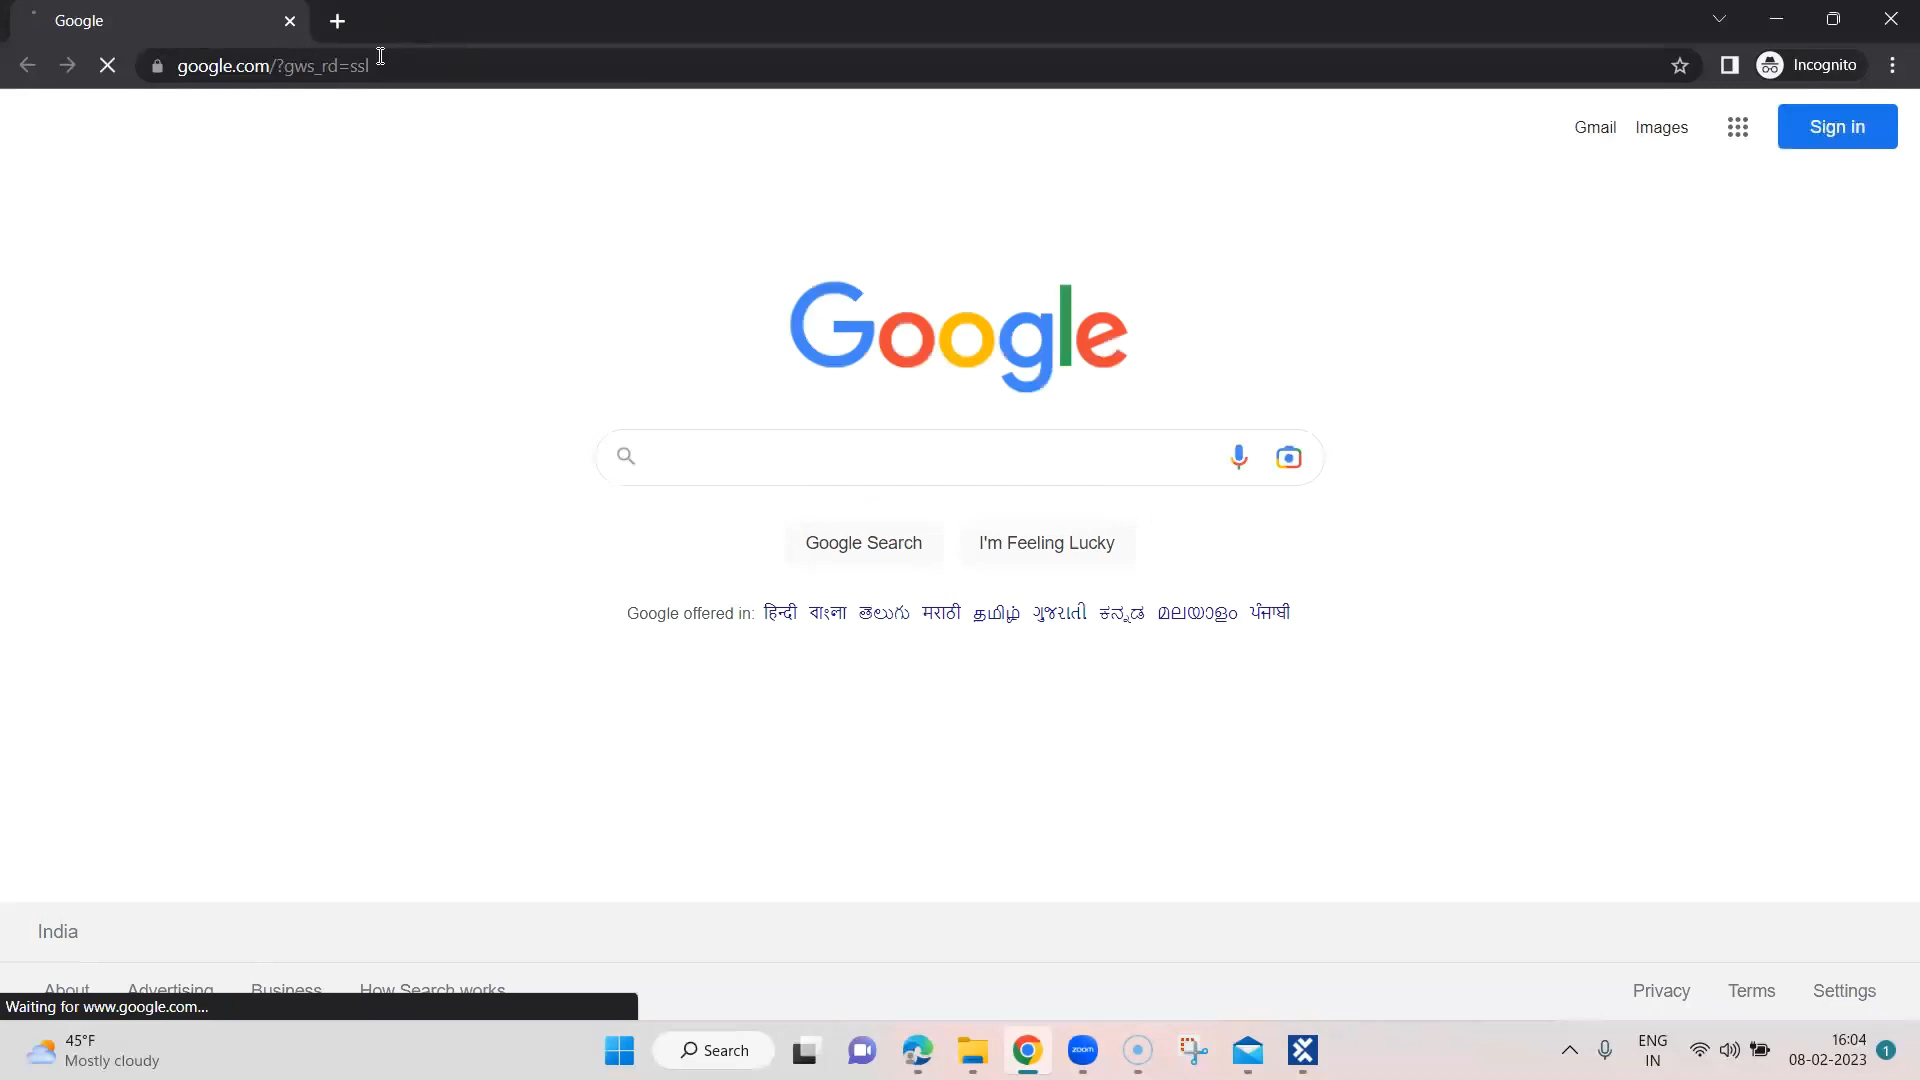 Google
google.com/?gws_rd=ssl
Incognito
Gmail Images Sign in
Google
Google Search I'm Feeling Lucky
Google offered in: हिन्दी বাংলা తెలుగు मराठी தமிழ் ગુજરાતી ಕನ್ನಡ മലയാളം ਪੰਜਾਬੀ
India
About Advertising Business How Search works Privacy Terms Settings
Waiting for www.google.com...
45°F
Mostly cloudy
Search
zoom
ENG
IN
16:04
08-02-2023
1